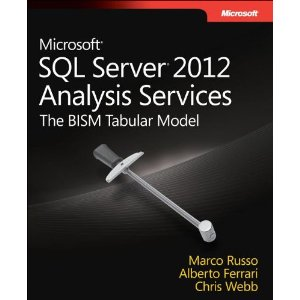 Microsoft
Microsoft®
SQL Server® 2012
Analysis Services
The BISM Tabular Model
Marco Russo
Alberto Ferrari
Chris Webb